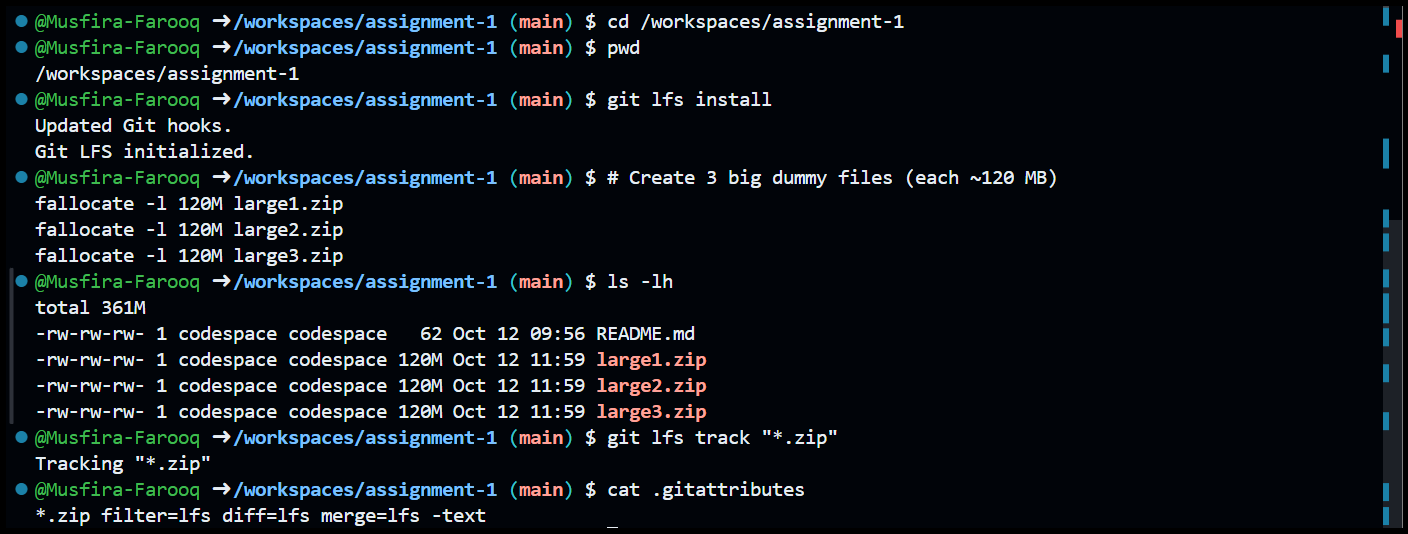 @Musfira-Farooq ➜/workspaces/assignment-1 (main) $ cd /workspaces/assignment-1
@Musfira-Farooq ➜/workspaces/assignment-1 (main) $ pwd
/workspaces/assignment-1
@Musfira-Farooq ➜/workspaces/assignment-1 (main) $ git lfs install
Updated Git hooks.
Git LFS initialized.
@Musfira-Farooq ➜/workspaces/assignment-1 (main) $ # Create 3 big dummy files (each ~120 MB)
fallocate -l 120M large1.zip
fallocate -l 120M large2.zip
fallocate -l 120M large3.zip
@Musfira-Farooq ➜/workspaces/assignment-1 (main) $ ls -lh
total 361M
-rw-rw-rw- 1 codespace codespace   62 Oct 12 09:56 README.md
-rw-rw-rw- 1 codespace codespace 120M Oct 12 11:59 large1.zip
-rw-rw-rw- 1 codespace codespace 120M Oct 12 11:59 large2.zip
-rw-rw-rw- 1 codespace codespace 120M Oct 12 11:59 large3.zip
@Musfira-Farooq ➜/workspaces/assignment-1 (main) $ git lfs track "*.zip"
Tracking "*.zip"
@Musfira-Farooq ➜/workspaces/assignment-1 (main) $ cat .gitattributes
*.zip filter=lfs diff=lfs merge=lfs -text